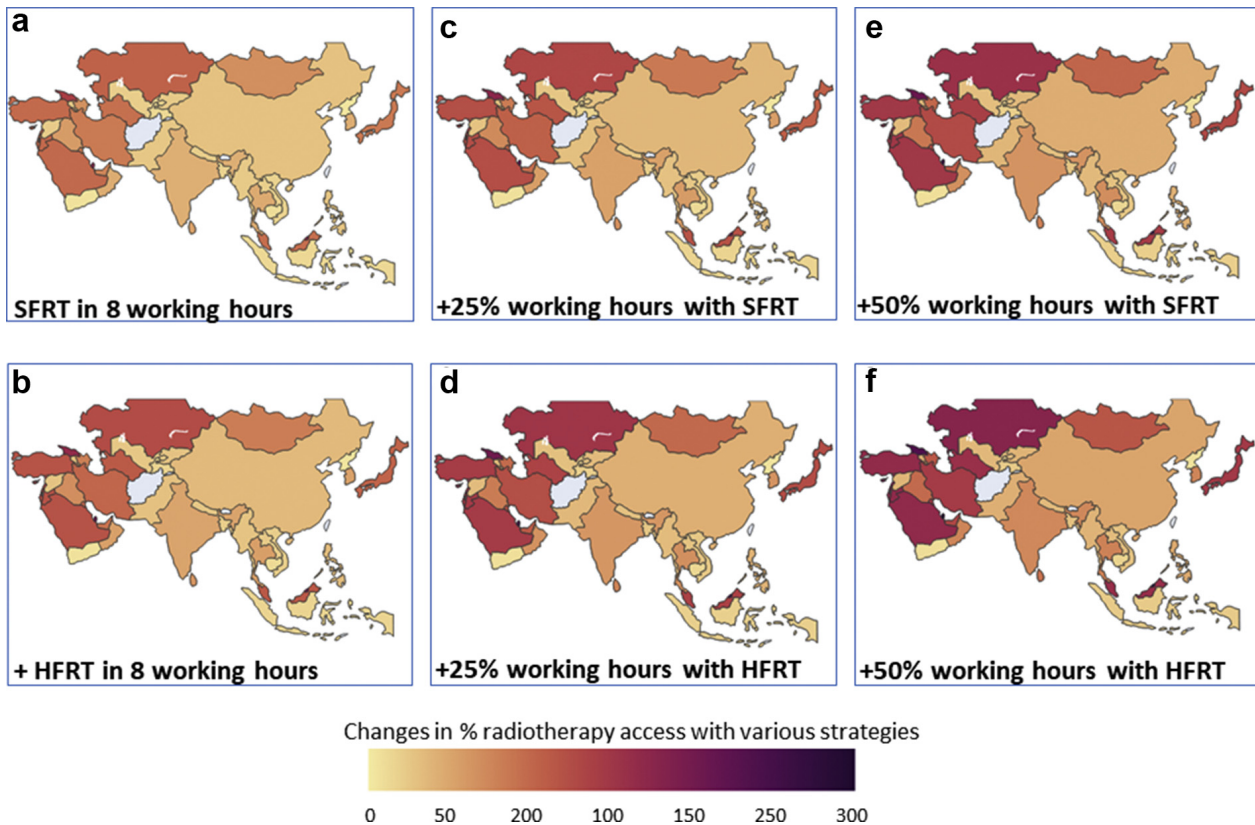 a
SFRT in 8 working hours
c
+25% working hours with SFRT
e
+50% working hours with SFRT
b
+ HFRT in 8 working hours
d
+25% working hours with HFRT
f
+50% working hours with HFRT
Changes in % radiotherapy access with various strategies
0 50 200 100 150 250 300